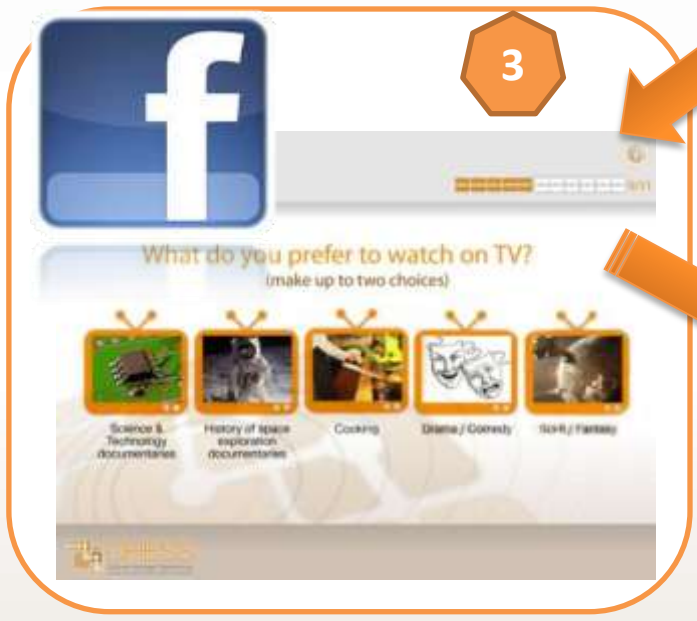 f
3
What do you prefer to watch on TV?
(make up to two choices)
Science &
Technology
documentaries
History of space
exploration
documentaries
Cooking
Drama / Comedy
Sci-fi / Fantasy